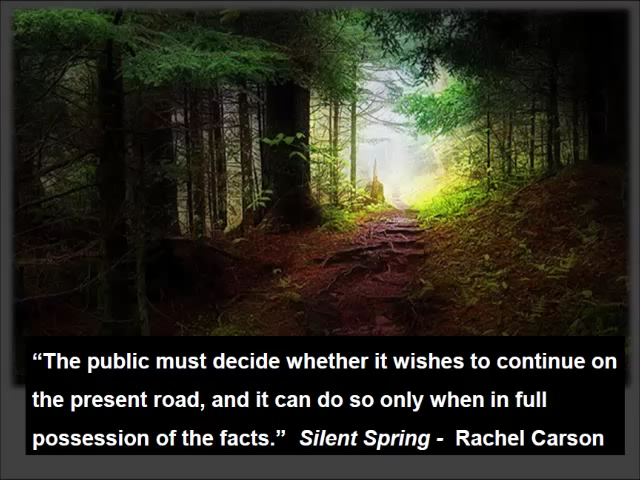 “The public must decide whether it wishes to continue on
the present road, and it can do so only when in full
possession of the facts.”  Silent Spring -  Rachel Carson